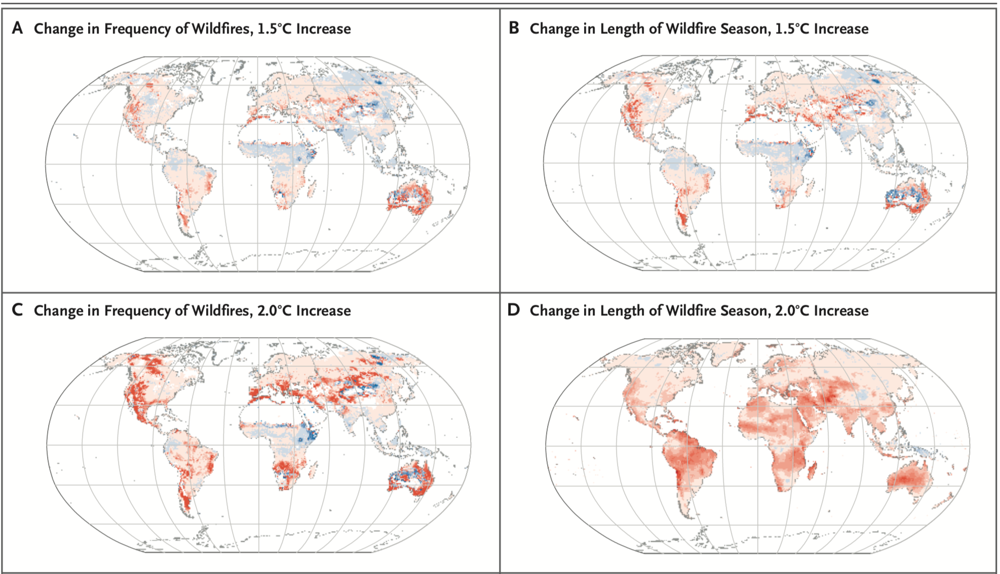 A Change in Frequency of Wildfires, 1.5°C Increase
B Change in Length of Wildfire Season, 1.5°C Increase
C Change in Frequency of Wildfires, 2.0°C Increase
D Change in Length of Wildfire Season, 2.0°C Increase